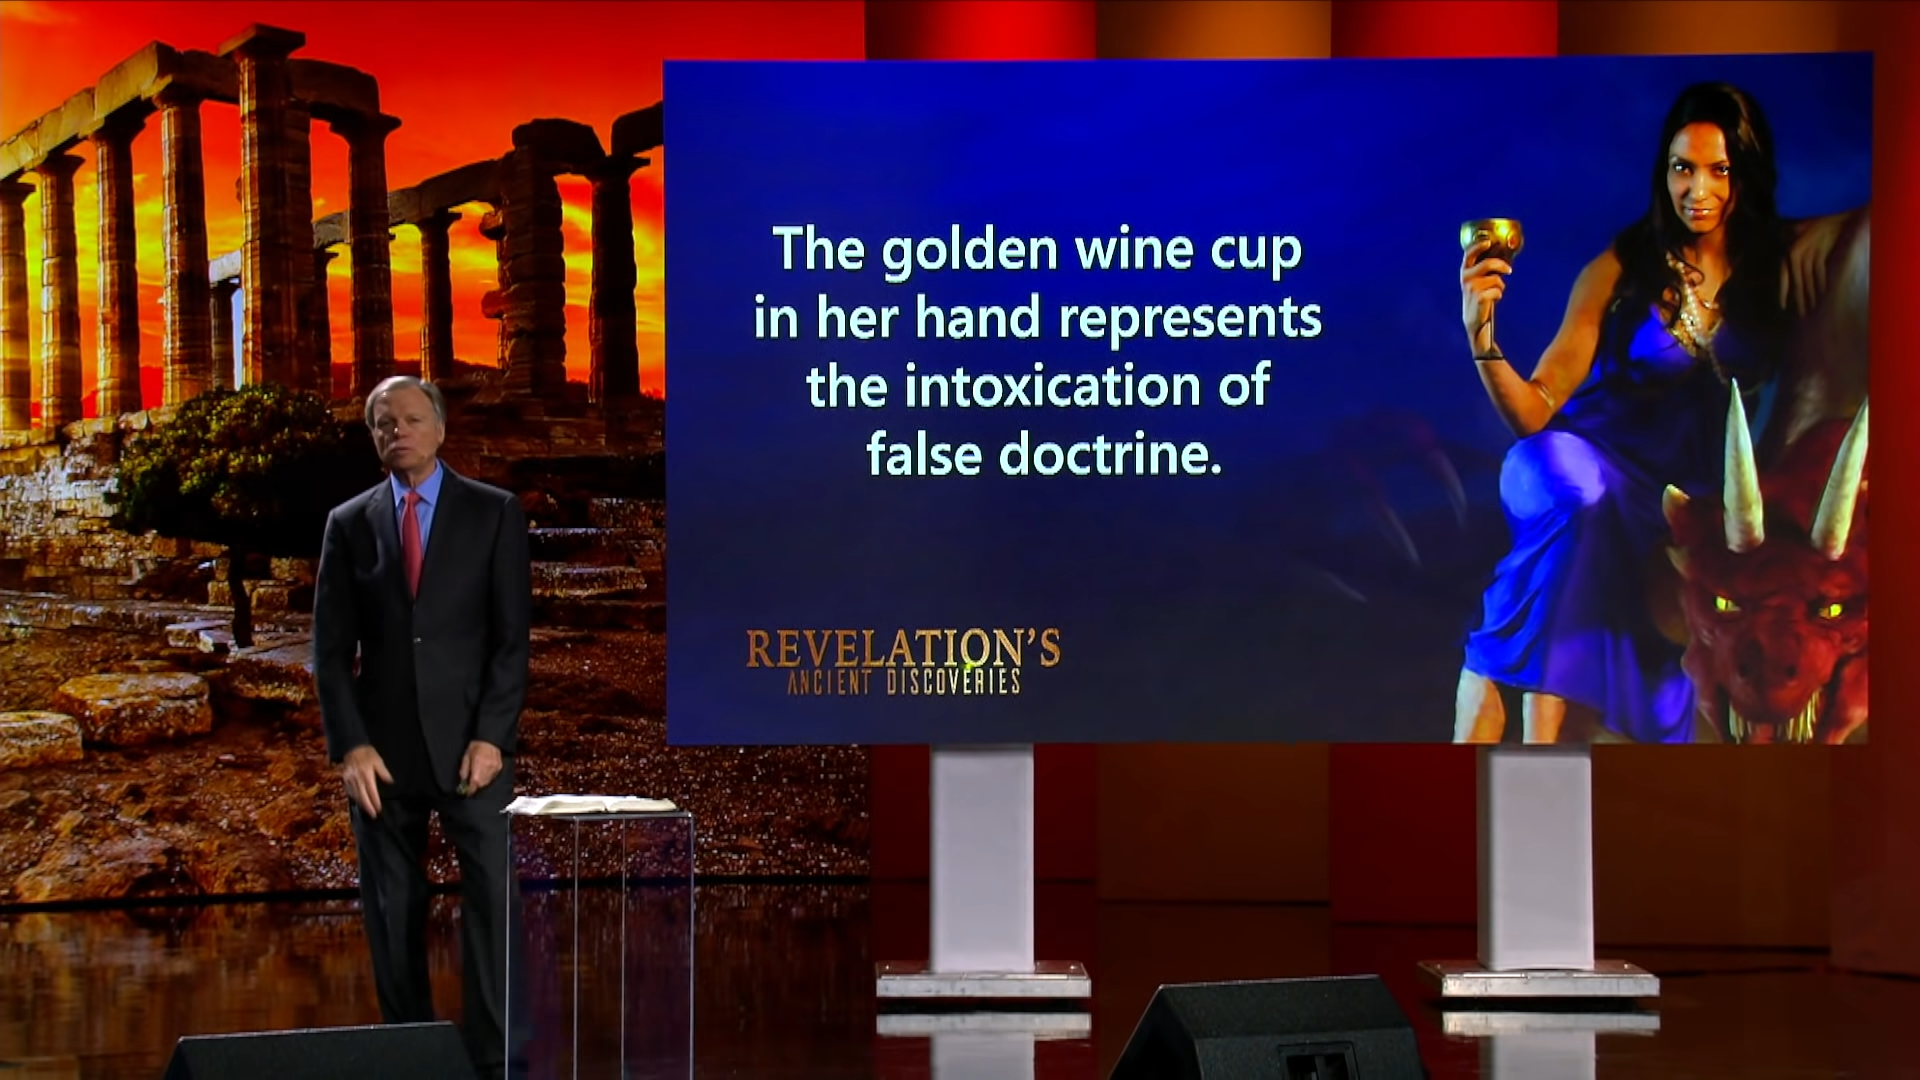 The golden wine cup
in her hand represents
the intoxication of
false doctrine.
REVELATION'S
ANCIENT DISCOVERIES